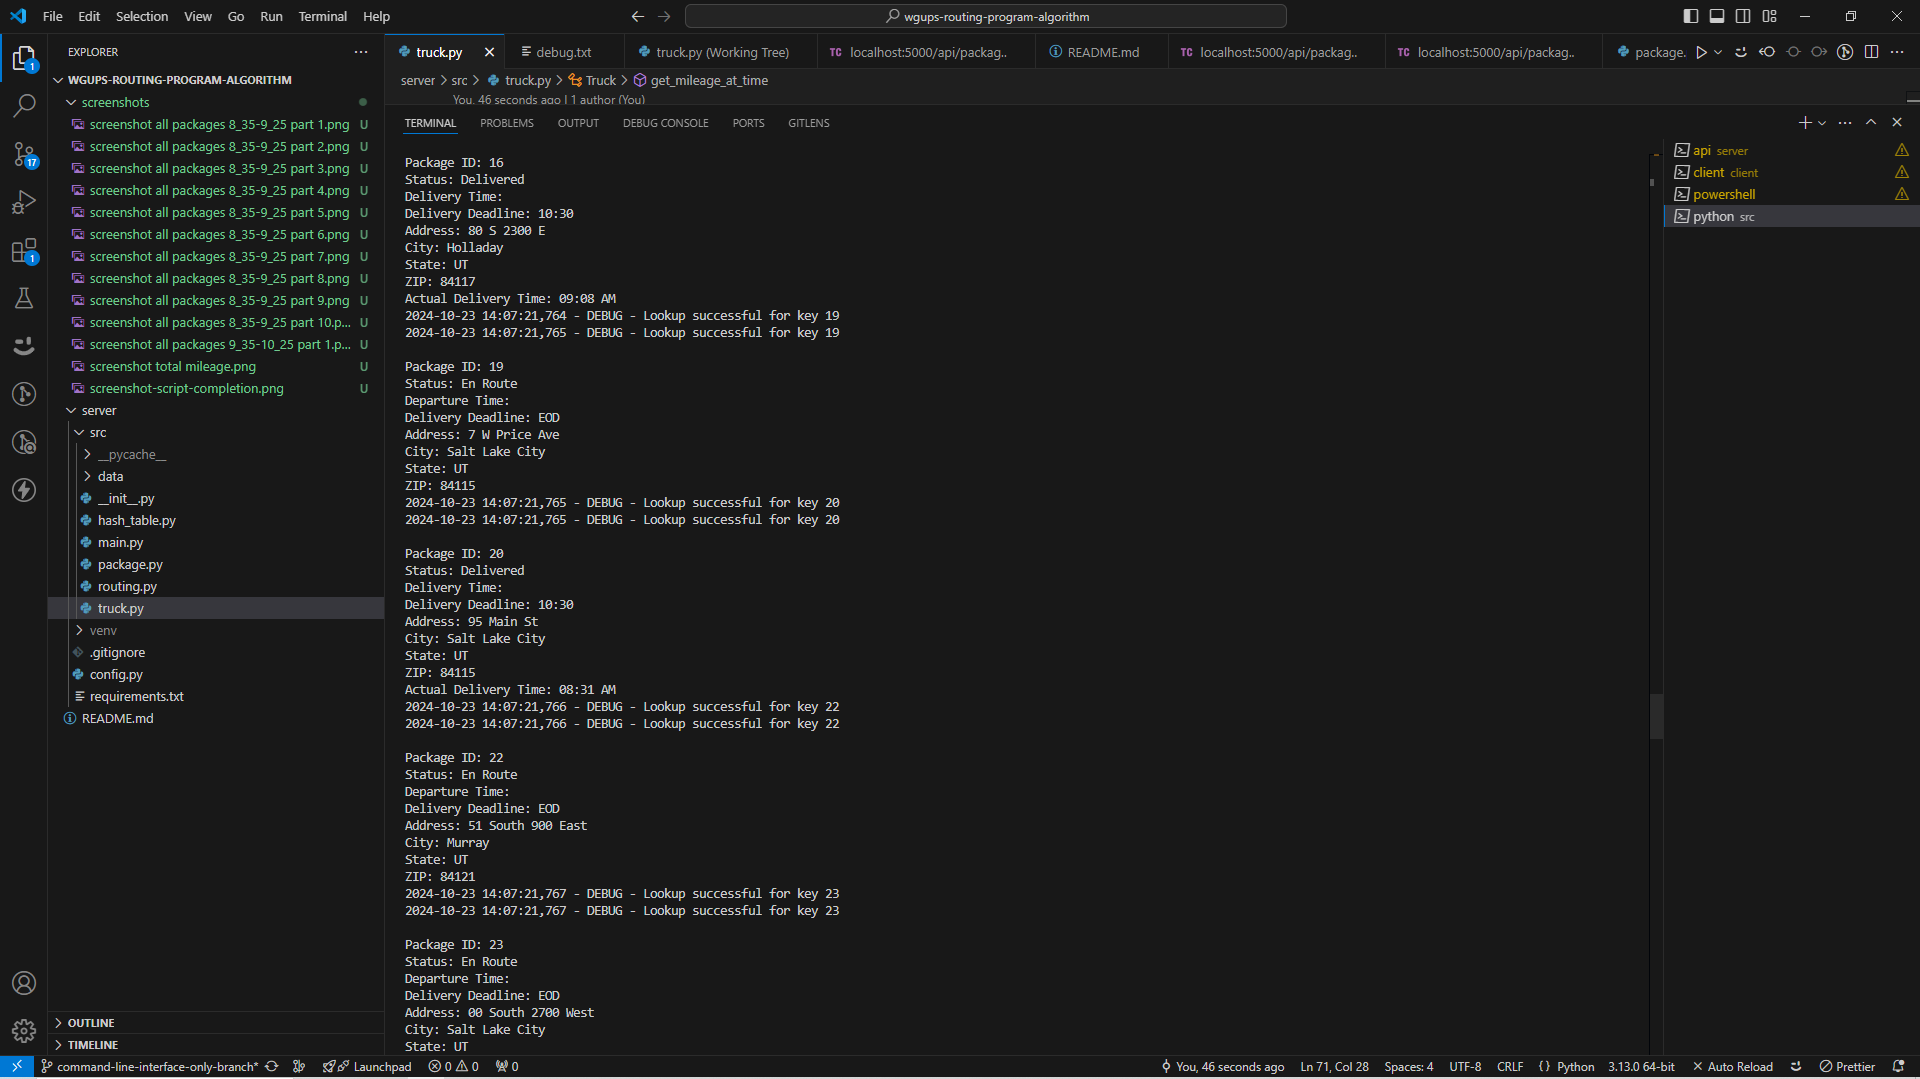 File Edit Selection View Go Run Terminal Help
wgups-routing-program-algorithm
EXPLORER
WGUPS-ROUTING-PROGRAM-ALGORITHM
screenshots
screenshot all packages 8_35-9_25 part 1.png U
screenshot all packages 8_35-9_25 part 2.png U
screenshot all packages 8_35-9_25 part 3.png U
screenshot all packages 8_35-9_25 part 4.png U
screenshot all packages 8_35-9_25 part 5.png U
screenshot all packages 8_35-9_25 part 6.png U
screenshot all packages 8_35-9_25 part 7.png U
screenshot all packages 8_35-9_25 part 8.png U
screenshot all packages 8_35-9_25 part 9.png U
screenshot all packages 8_35-9_25 part 10.p... U
screenshot all packages 9_35-10_25 part 1.p... U
screenshot total mileage.png U
screenshot-script-completion.png U
server
src
__pycache__
data
__init__.py
hash_table.py
main.py
package.py
routing.py
truck.py
venv
.gitignore
config.py
requirements.txt
README.md
OUTLINE
TIMELINE
1
17
1
truck.py debug.txt truck.py (Working Tree) TC localhost:5000/api/packag.. README.md TC localhost:5000/api/packag.. TC localhost:5000/api/packag.. package.
server > src > truck.py > Truck > get_mileage_at_time
You, 46 seconds ago | 1 author (You)
TERMINAL PROBLEMS OUTPUT DEBUG CONSOLE PORTS GITLENS
Package ID: 16
Status: Delivered
Delivery Time:
Delivery Deadline: 10:30
Address: 80 S 2300 E
City: Holladay
State: UT
ZIP: 84117
Actual Delivery Time: 09:08 AM
2024-10-23 14:07:21,764 - DEBUG - Lookup successful for key 19
2024-10-23 14:07:21,765 - DEBUG - Lookup successful for key 19
Package ID: 19
Status: En Route
Departure Time:
Delivery Deadline: EOD
Address: 7 W Price Ave
City: Salt Lake City
State: UT
ZIP: 84115
2024-10-23 14:07:21,765 - DEBUG - Lookup successful for key 20
2024-10-23 14:07:21,765 - DEBUG - Lookup successful for key 20
Package ID: 20
Status: Delivered
Delivery Time:
Delivery Deadline: 10:30
Address: 95 Main St
City: Salt Lake City
State: UT
ZIP: 84115
Actual Delivery Time: 08:31 AM
2024-10-23 14:07:21,766 - DEBUG - Lookup successful for key 22
2024-10-23 14:07:21,766 - DEBUG - Lookup successful for key 22
Package ID: 22
Status: En Route
Departure Time:
Delivery Deadline: EOD
Address: 51 South 900 East
City: Murray
State: UT
ZIP: 84121
2024-10-23 14:07:21,767 - DEBUG - Lookup successful for key 23
2024-10-23 14:07:21,767 - DEBUG - Lookup successful for key 23
Package ID: 23
Status: En Route
Departure Time:
Delivery Deadline: EOD
Address: 00 South 2700 West
City: Salt Lake City
State: UT
api server
client client
powershell
python src
command-line-interface-only-branch* Launchpad 0 0 0 You, 46 seconds ago Ln 71, Col 28 Spaces: 4 UTF-8 CRLF { } Python 3.13.0 64-bit Auto Reload Prettier